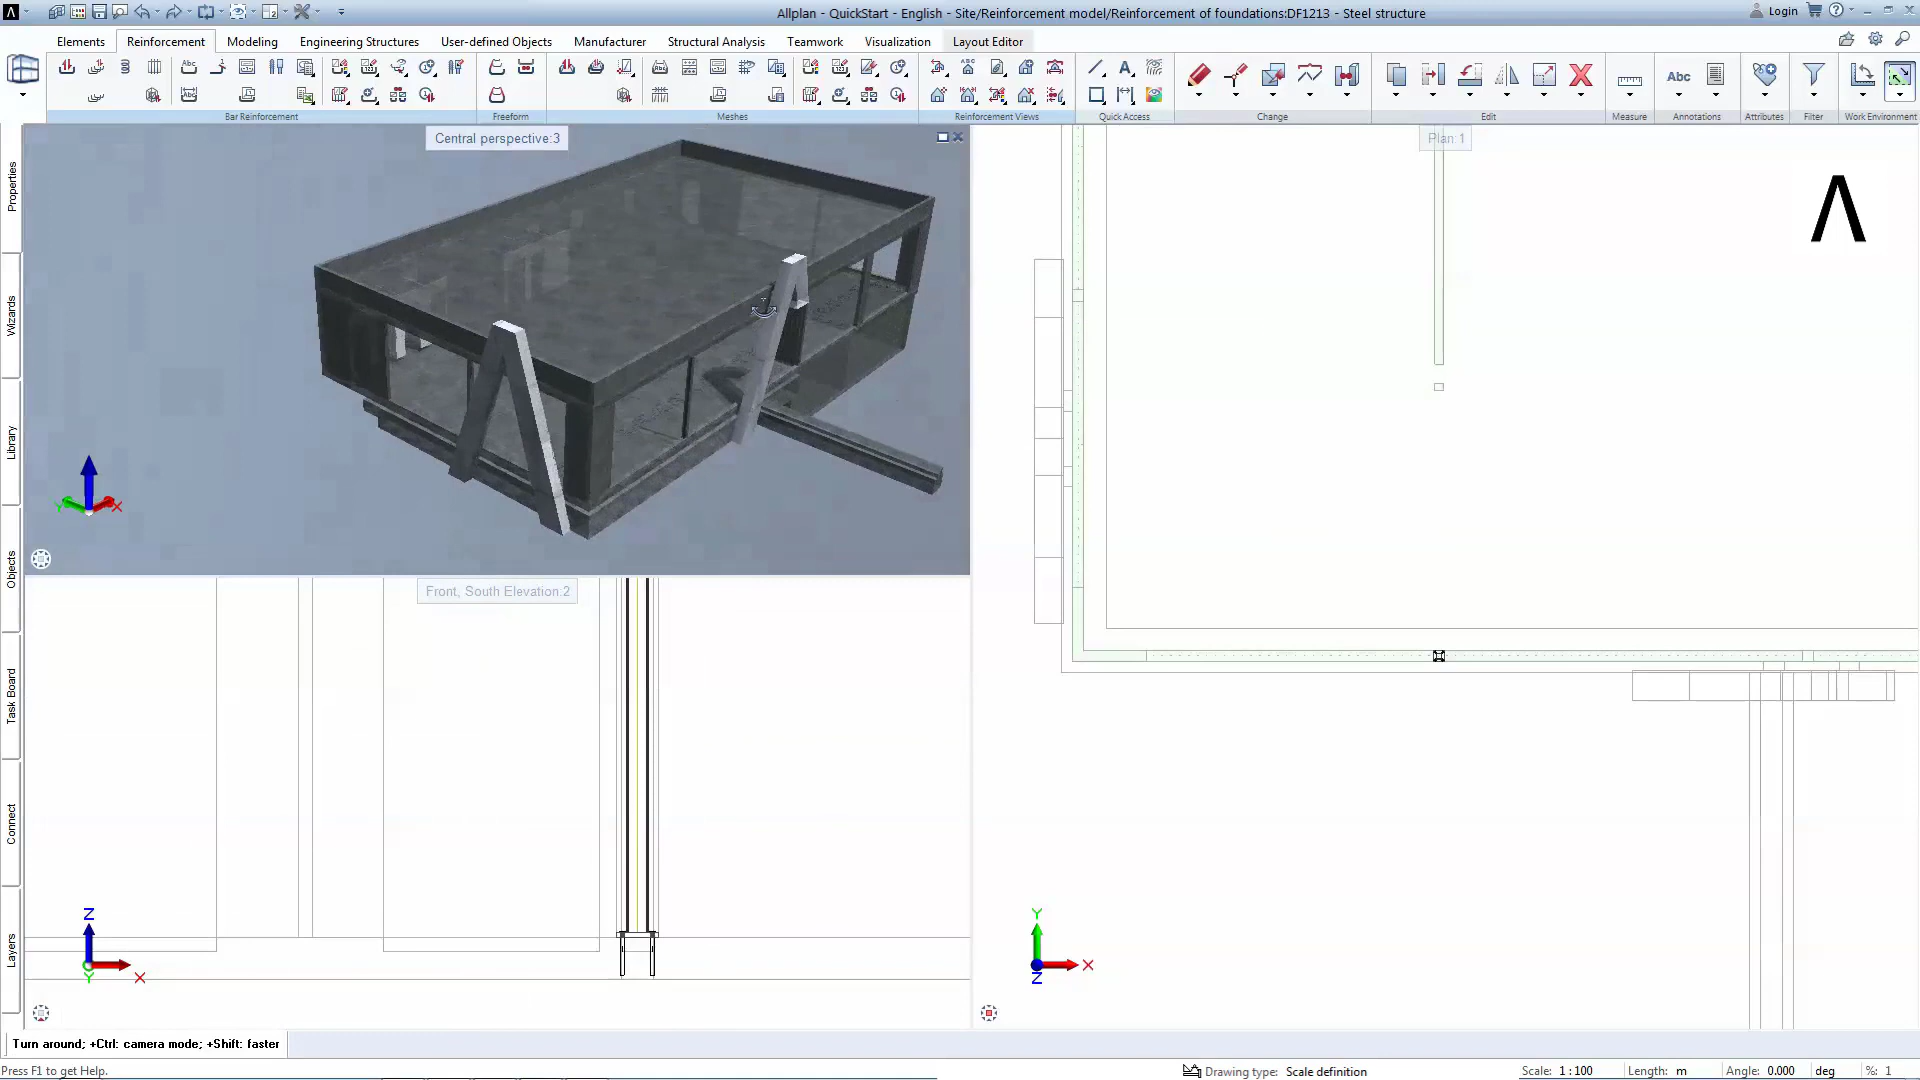 Allplan - QuickStart - English - Site/Reinforcement model/Reinforcement of foundations:DF1213 - Steel structure
Login
Elements
Reinforcement
Modeling
Engineering Structures
User-defined Objects
Manufacturer
Structural Analysis
Teamwork
Visualization
Layout Editor
Abc
Bar Reinforcement
Freeform
Meshes
Reinforcement Views
Quick Access
Change
Edit
Measure
Annotations
Attributes
Filter
Work Environment
Properties
Wizards
Library
Objects
Task Board
Connect
Layers
Central perspective:3
Plan:1
Front, South Elevation:2
Y
X
Z
X
Y
Y
X
Z
Turn around; +Ctrl: camera mode; +Shift: faster
Press F1 to get Help.
Drawing type: Scale definition
Scale: 1 : 100
Length: m
Angle: 0.000 deg
%: 1